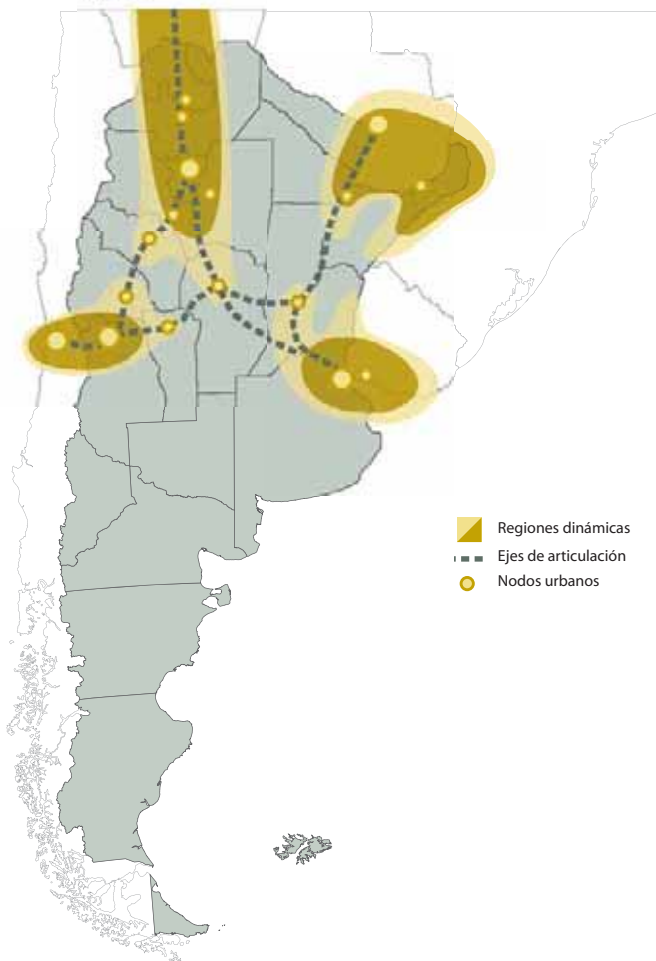 Regiones dinámicas
Ejes de articulación
Nodos urbanos